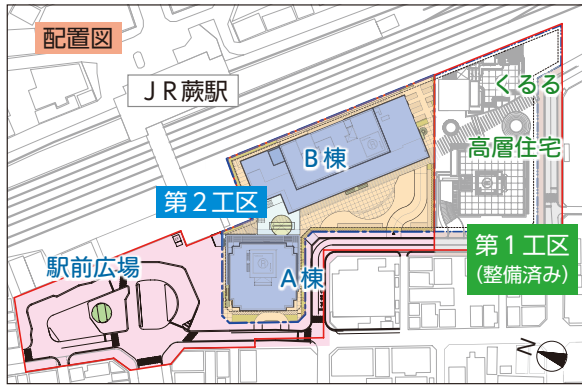 配置図
くるる
JR蕨駅
高層住宅
B棟
第2工区
第1工区
(整備済み)
駅前広場
A棟
N